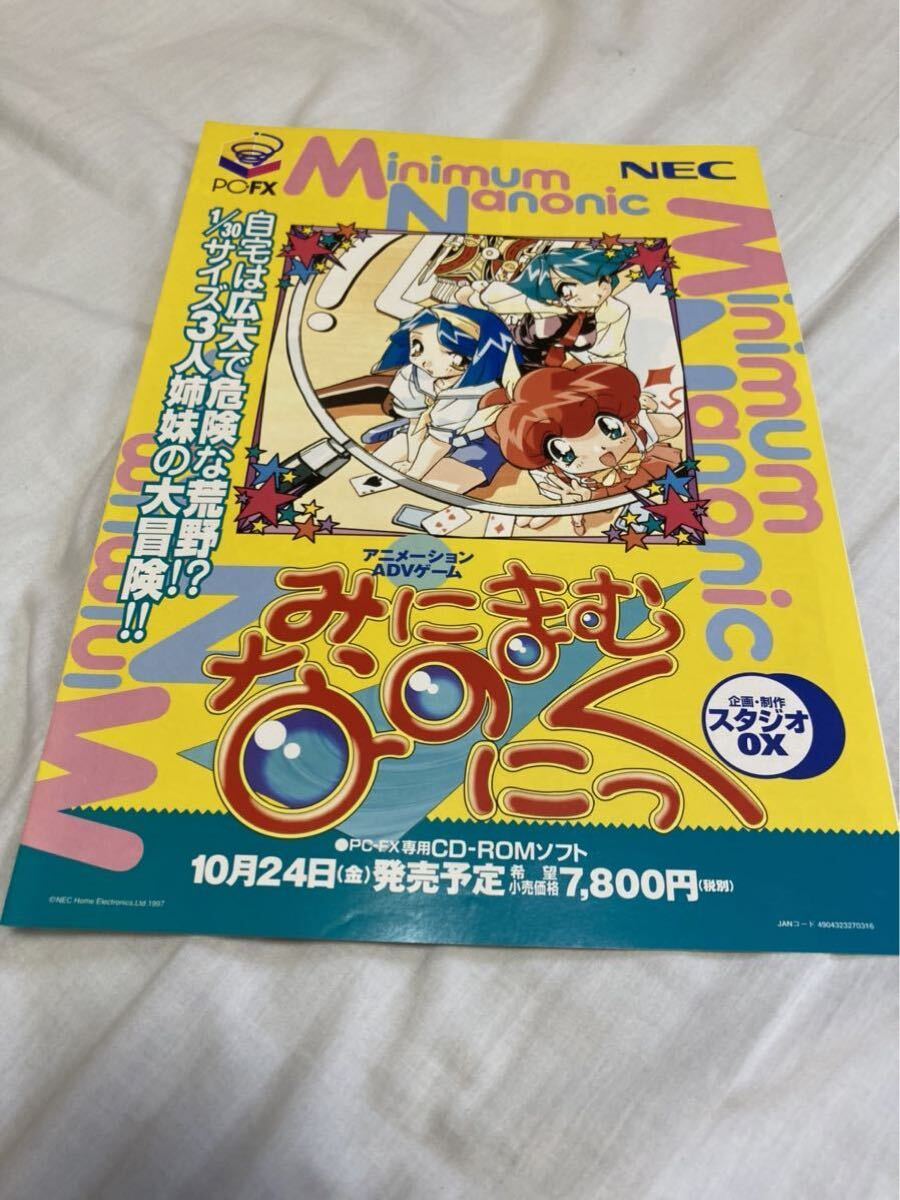 PC-FX
Minimum
Nanonic
NEC
自宅は広大で危険な荒野!?
1/30サイズ3人姉妹の大冒険!!
Minimum
Nanonic
アニメーション
ADVゲーム
みにまむ
なのにっく
企画・制作
スタジオ
OX
●PC-FX専用CD-ROMソフト
10月24日(金)発売予定 希望小売価格7,800円(税別)
©NEC Home Electronics,Ltd.1997
JANコード 4904323270316